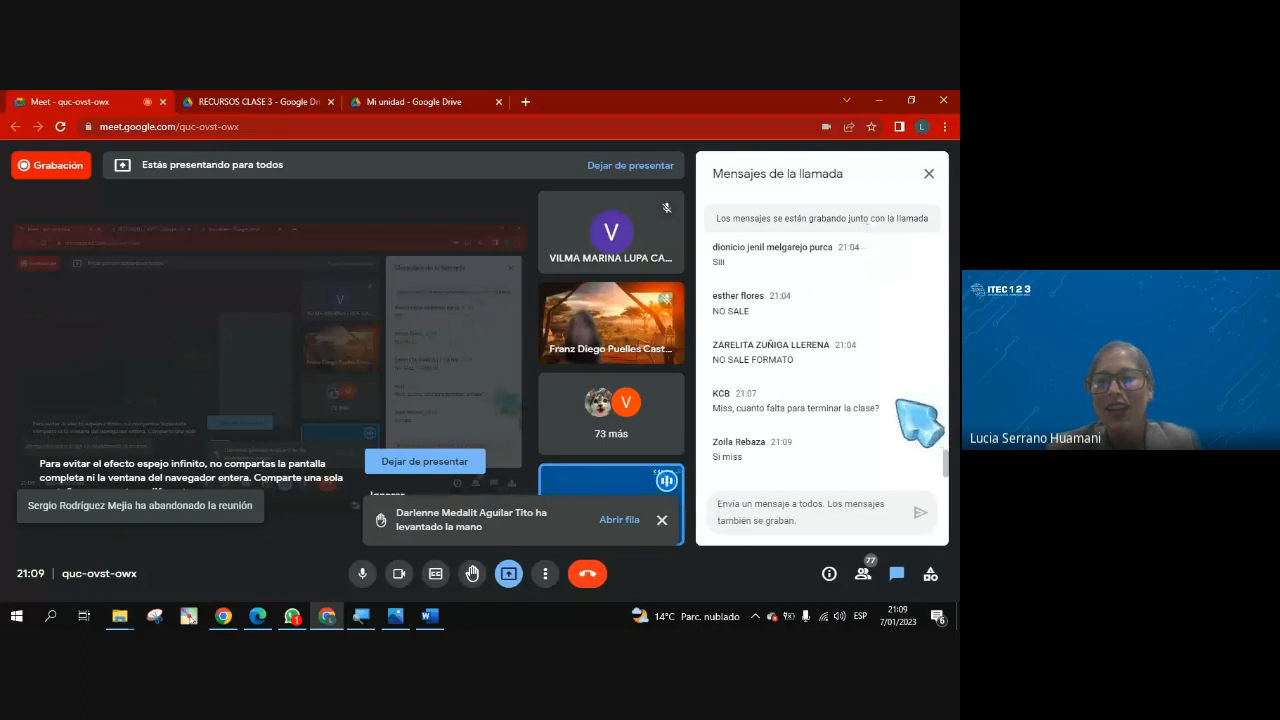 Meet - quc-ovst-owx
RECURSOS CLASE 3 - Google Dri
Mi unidad - Google Drive
meet.google.com/quc-ovst-owx
L
Grabación
Estás presentando para todos
Dejar de presentar
V
VILMA MARINA LUPA CA...
Franz Diego Puelles Cast...
V
73 más
Para evitar el efecto espejo infinito, no compartas la pantalla
completa ni la ventana del navegador entera. Comparte una sola
Dejar de presentar
Ignorar
Sergio Rodríguez Mejia ha abandonado la reunión
Darlenne Medalit Aguilar Tito ha
levantado la mano
Abrir fila
Mensajes de la llamada
Los mensajes se están grabando junto con la llamada
dionicio jenil melgarejo purca 21:04
SIII
esther flores 21:04
NO SALE
ZARELITA ZUÑIGA LLERENA 21:04
NO SALE FORMATO
KCB 21:07
Miss, cuanto falta para terminar la clase?
Zoila Rebaza 21:09
Si miss
Envía un mensaje a todos. Los mensajes
también se graban.
21:09 | quc-ovst-owx
77
14°C Parc. nublado
ESP
21:09
7/01/2023
6
ITEC 1 2 3
Lucia Serrano Huamani